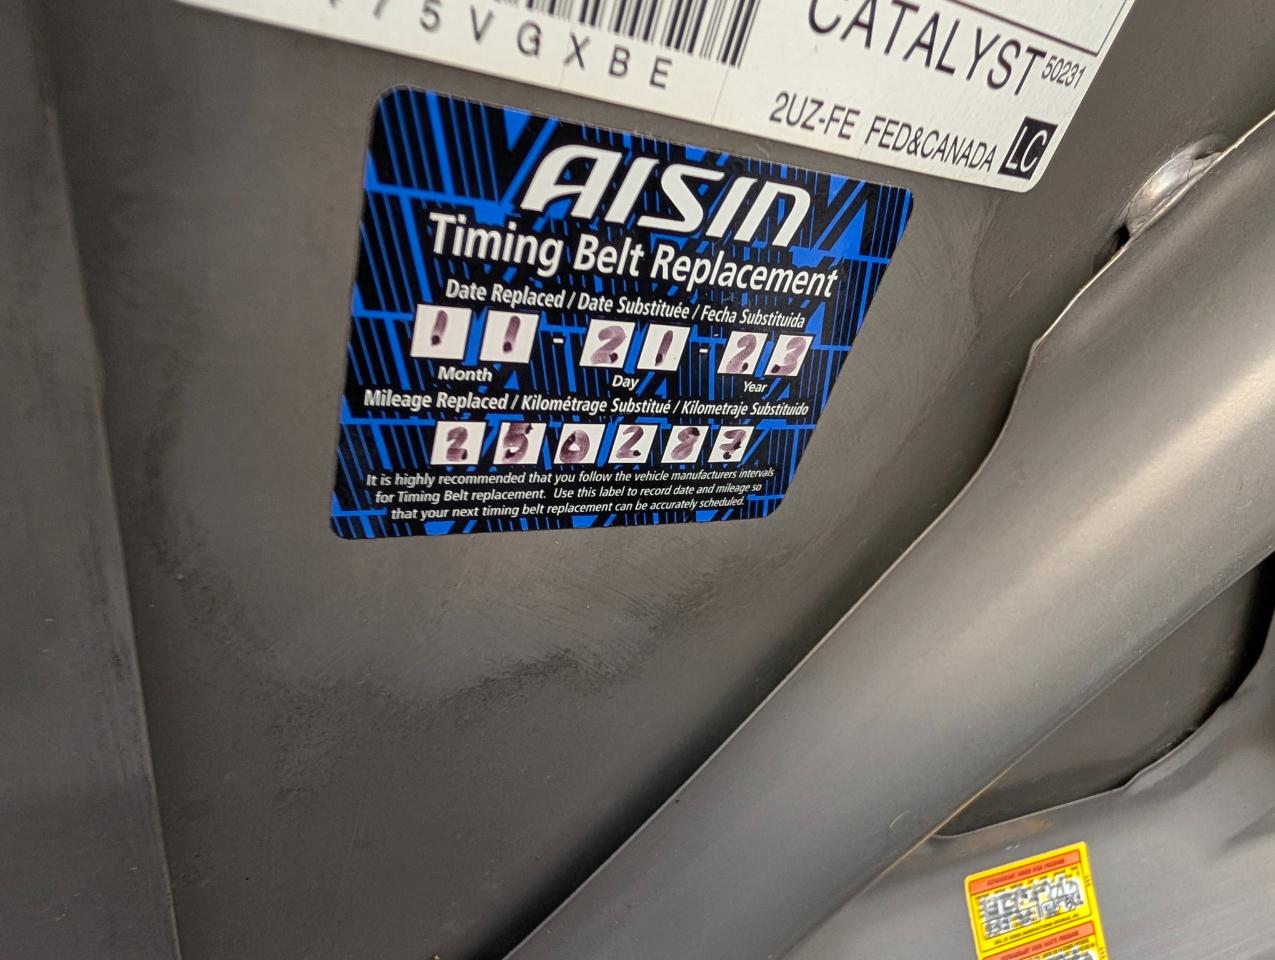 75VGXBE
CATALYST 50231
2UZ-FE FED&CANADA LC
AISIN
Timing Belt Replacement
Date Replaced / Date Substituée / Fecha Substituida
11 - 21 - 23
Month Day Year
Mileage Replaced / Kilométrage Substitué / Kilometraje Substituido
250287
It is highly recommended that you follow the vehicle manufacturers intervals
for Timing Belt replacement. Use this label to record date and mileage so
that your next timing belt replacement can be accurately scheduled.